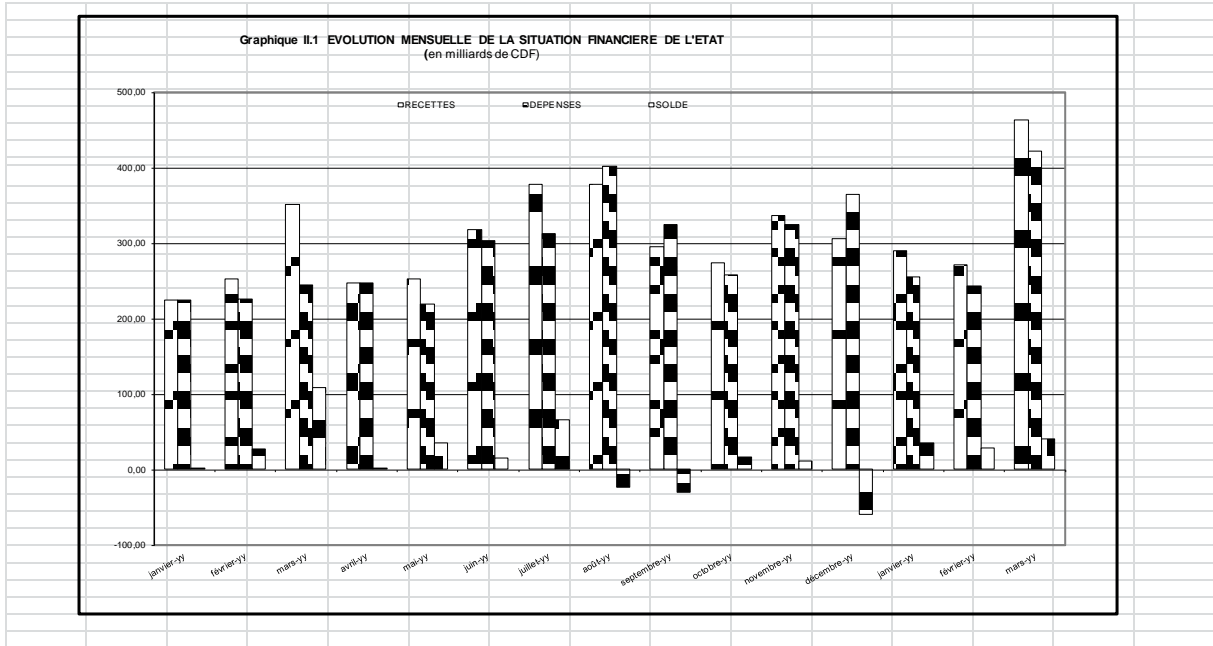 Graphique II.1 EVOLUTION MENSUELLE DE LA SITUATION FINANCIERE DE L'ETAT
(en milliards de CDF)
RECETTES DEPENSES SOLDE
500,00
400,00
300,00
200,00
100,00
0,00
-100,00
janvier-yy février-yy mars-yy avril-yy mai-yy juin-yy juillet-yy août-yy septembre-yy octobre-yy novembre-yy décembre-yy janvier-yy février-yy mars-yy